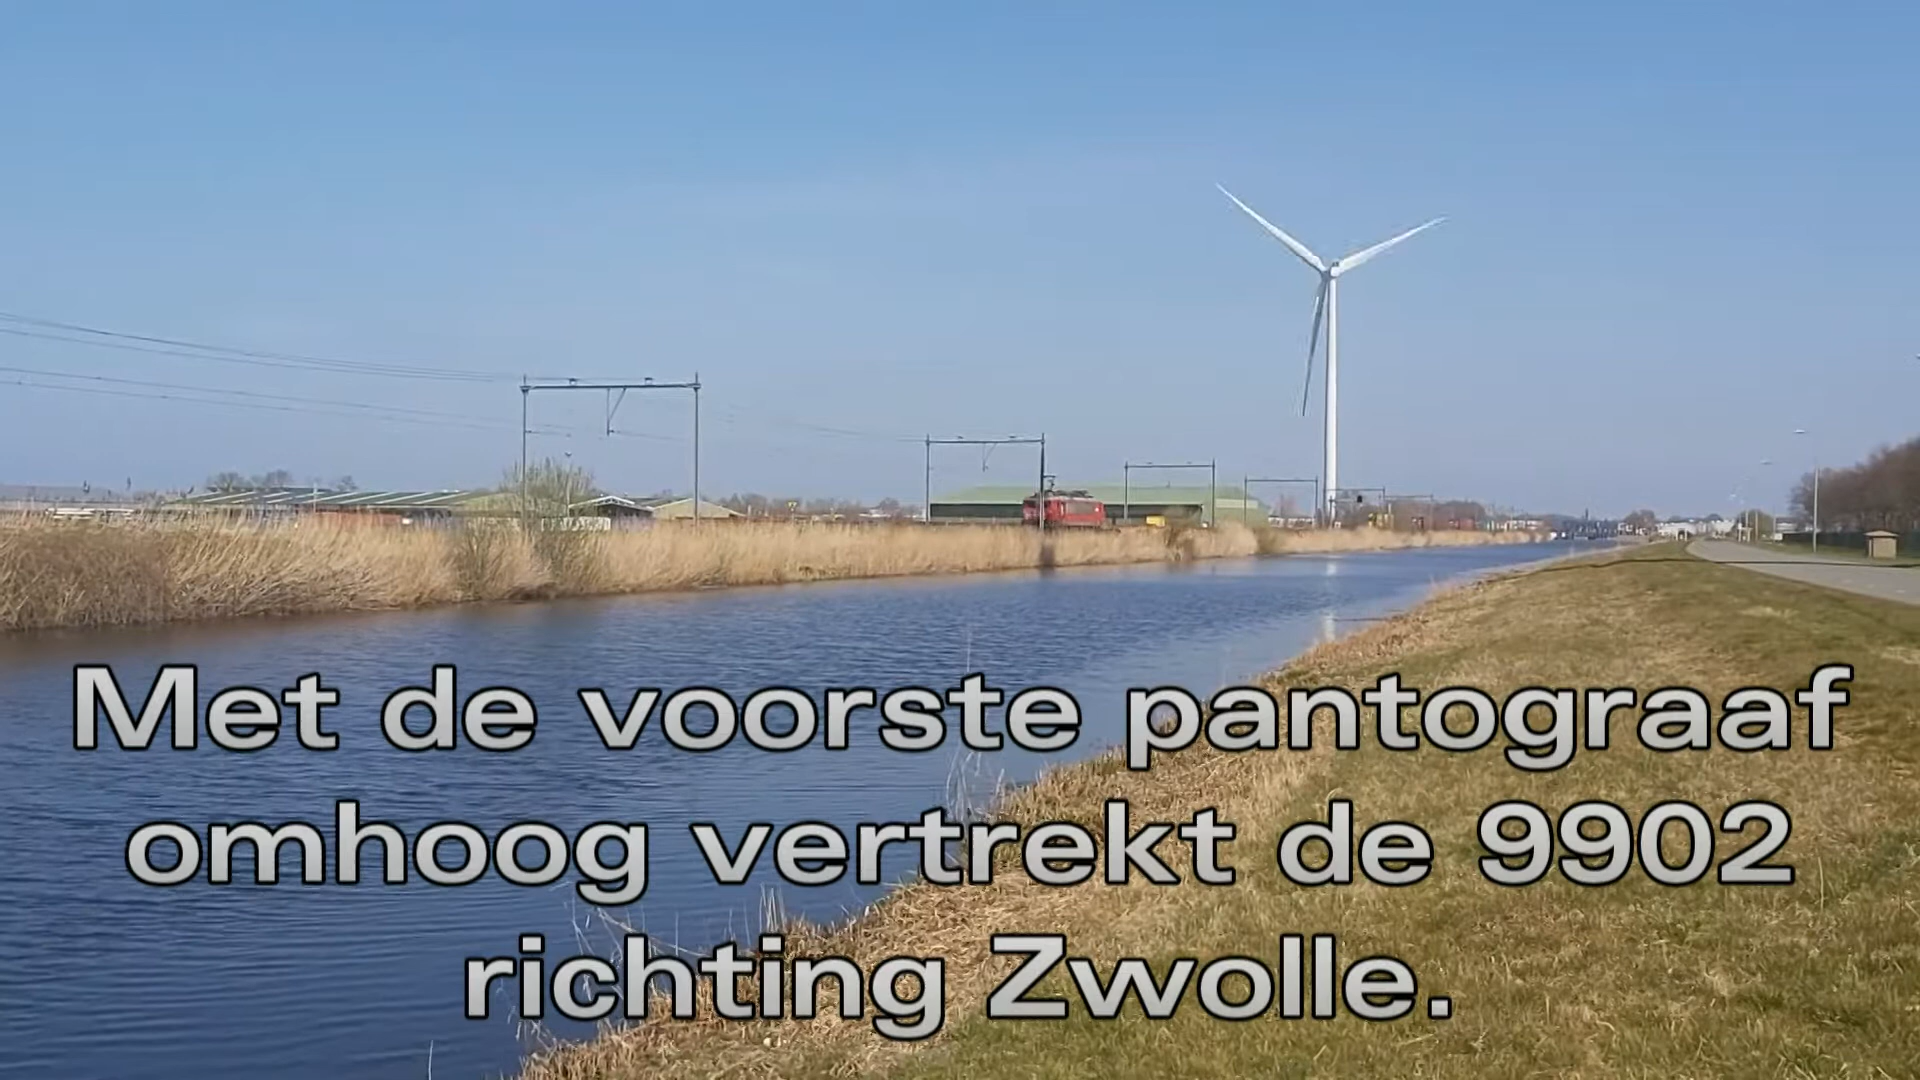 Met de voorste pantograaf
omhoog vertrekt de 9902
richting Zwolle.